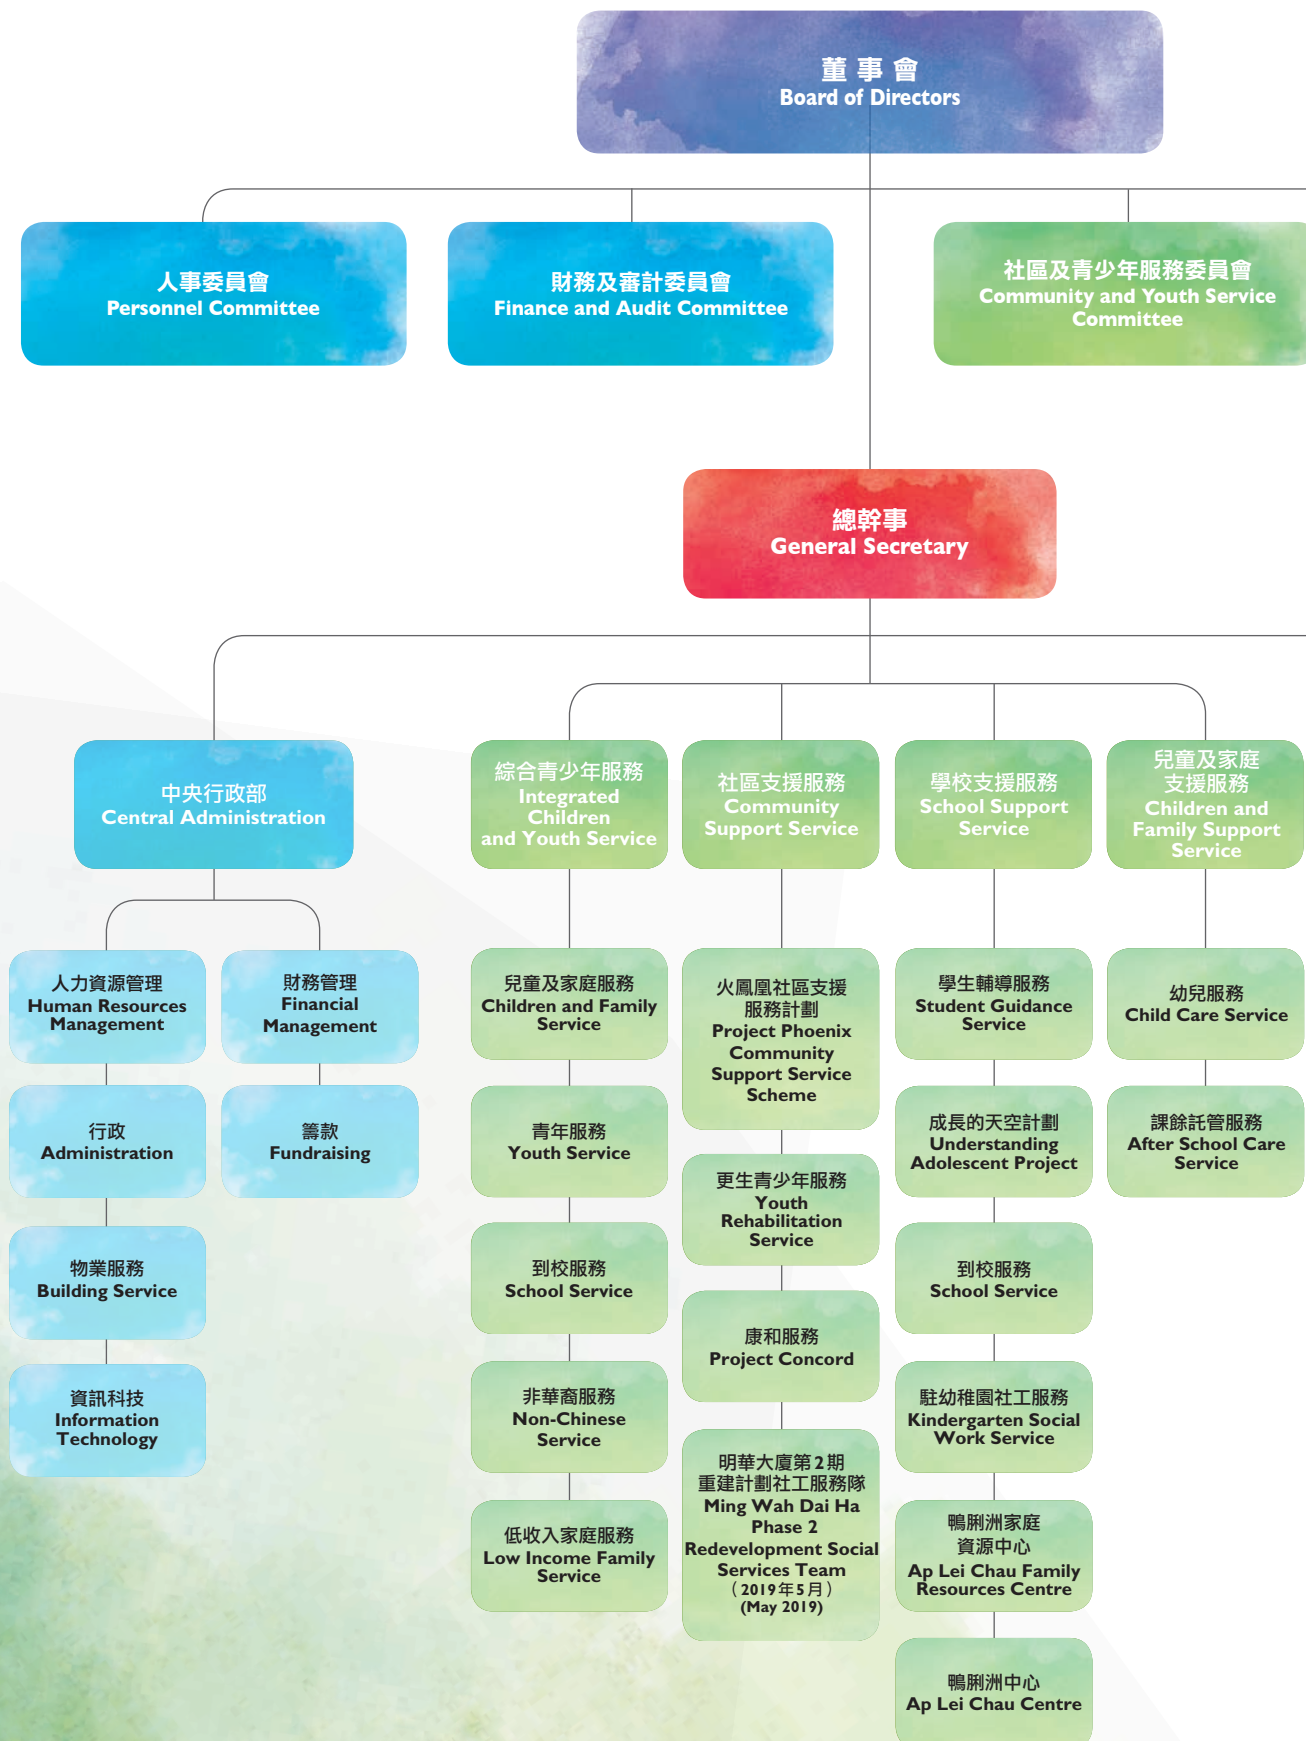 董事會
Board of Directors
人事委員會
Personnel Committee
財務及審計委員會
Finance and Audit Committee
社區及青少年服務委員會
Community and Youth Service
Committee
總幹事
General Secretary
中央行政部
Central Administration
綜合青少年服務
Integrated
Children
and Youth Service
社區支援服務
Community
Support Service
學校支援服務
School Support
Service
兒童及家庭
支援服務
Children and
Family Support
Service
人力資源管理
Human Resources
Management
行政
Administration
物業服務
Building Service
資訊科技
Information
Technology
財務管理
Financial
Management
籌款
Fundraising
兒童及家庭服務
Children and Family
Service
青年服務
Youth Service
到校服務
School Service
非華裔服務
Non-Chinese
Service
低收入家庭服務
Low Income Family
Service
火鳳凰社區支援
服務計劃
Project Phoenix
Community
Support Service
Scheme
更生青少年服務
Youth
Rehabilitation
Service
康和服務
Project Concord
明華大廈第2期
重建計劃社工服務隊
Ming Wah Dai Ha
Phase 2
Redevelopment Social
Services Team
（2019年5月）
(May 2019)
學生輔導服務
Student Guidance
Service
成長的天空計劃
Understanding
Adolescent Project
到校服務
School Service
駐幼稚園社工服務
Kindergarten Social
Work Service
鴨脷洲家庭
資源中心
Ap Lei Chau Family
Resources Centre
鴨脷洲中心
Ap Lei Chau Centre
幼兒服務
Child Care Service
課餘託管服務
After School Care
Service